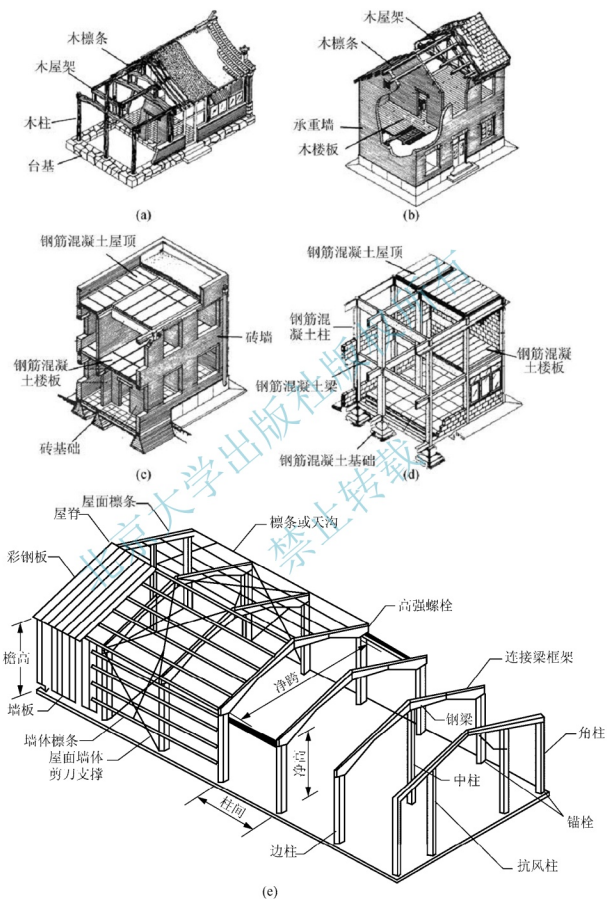 木檩条
木屋架
木柱
台基
(a)
木屋架
木檩条
承重墙
木楼板
(b)
钢筋混凝土屋顶
砖墙
钢筋混凝
土楼板
砖基础
(c)
钢筋混凝土屋顶
钢筋混
凝土柱
钢筋混凝
土楼板
钢筋混凝土梁
钢筋混凝土基础
(d)
屋面檩条
屋脊
檩条或天沟
彩钢板
高强螺栓
檐高
净跨
连接梁框架
墙板
钢梁
角柱
墙体檩条
屋面墙体
剪刀支撑
净高
中柱
柱间
锚栓
边柱
抗风柱
(e)
北京大学出版社版权所有
禁止转载